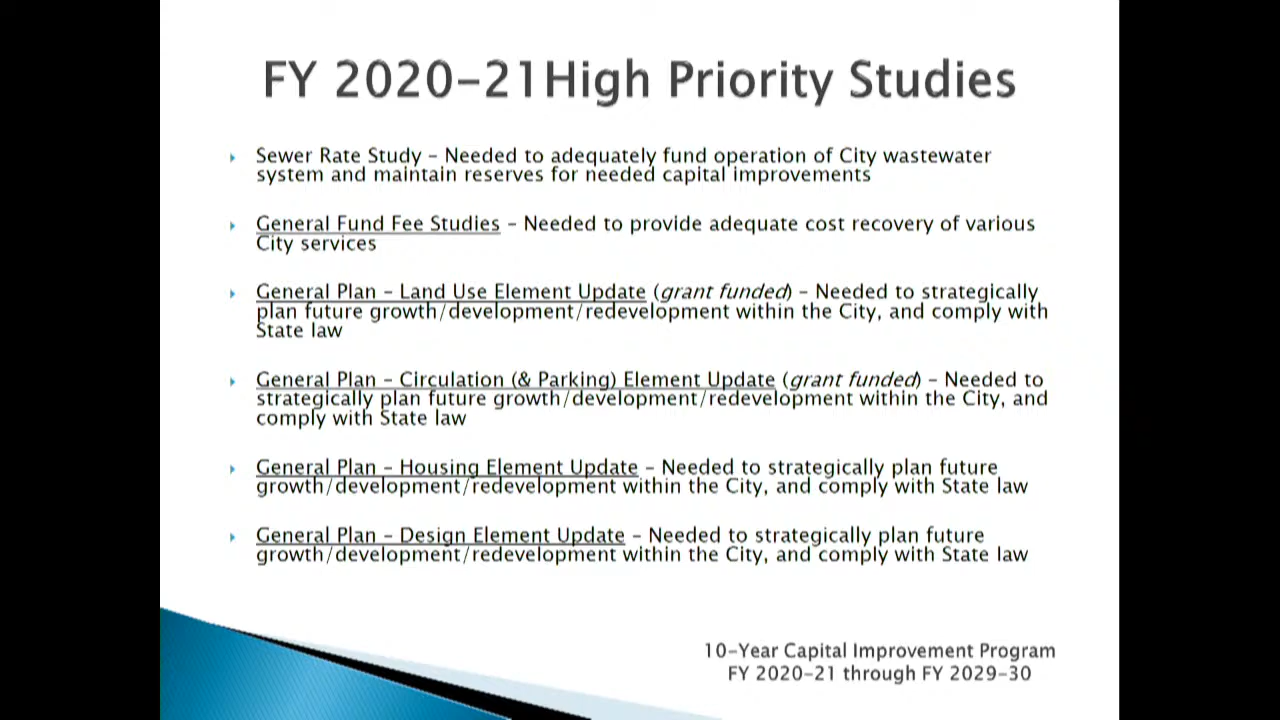 FY 2020-21High Priority Studies
Sewer Rate Study – Needed to adequately fund operation of City wastewater
system and maintain reserves for needed capital improvements
General Fund Fee Studies – Needed to provide adequate cost recovery of various
City services
General Plan – Land Use Element Update (grant funded) – Needed to strategically
plan future growth/development/redevelopment within the City, and comply with
State law
General Plan – Circulation (& Parking) Element Update (grant funded) – Needed to
strategically plan future growth/development/redevelopment within the City, and
comply with State law
General Plan – Housing Element Update – Needed to strategically plan future
growth/development/redevelopment within the City, and comply with State law
General Plan – Design Element Update – Needed to strategically plan future
growth/development/redevelopment within the City, and comply with State law
10-Year Capital Improvement Program
FY 2020-21 through FY 2029-30